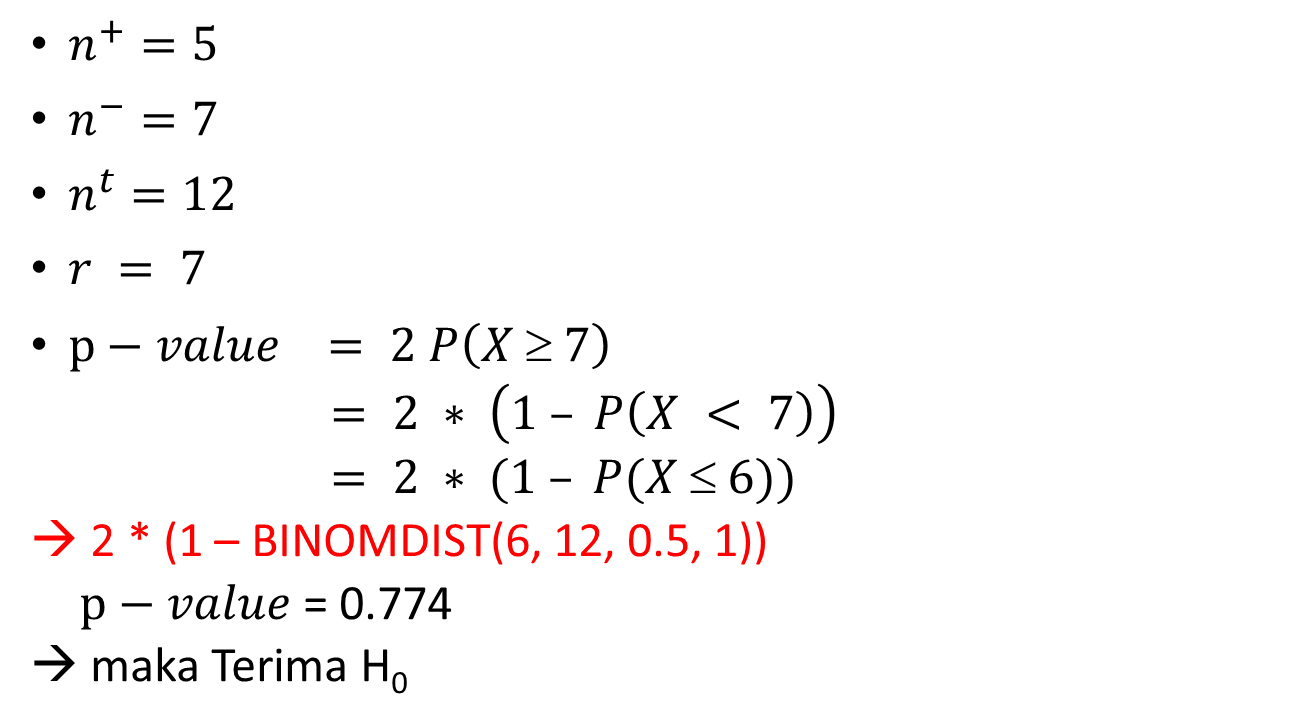 • n⁺ = 5
• n⁻ = 7
• nᵗ = 12
• r = 7
• p − value = 2 P(X ≥ 7)
= 2 * (1 – P(X < 7))
= 2 * (1 – P(X ≤ 6))
→ 2 * (1 – BINOMDIST(6, 12, 0.5, 1))
p − value = 0.774
→ maka Terima H₀